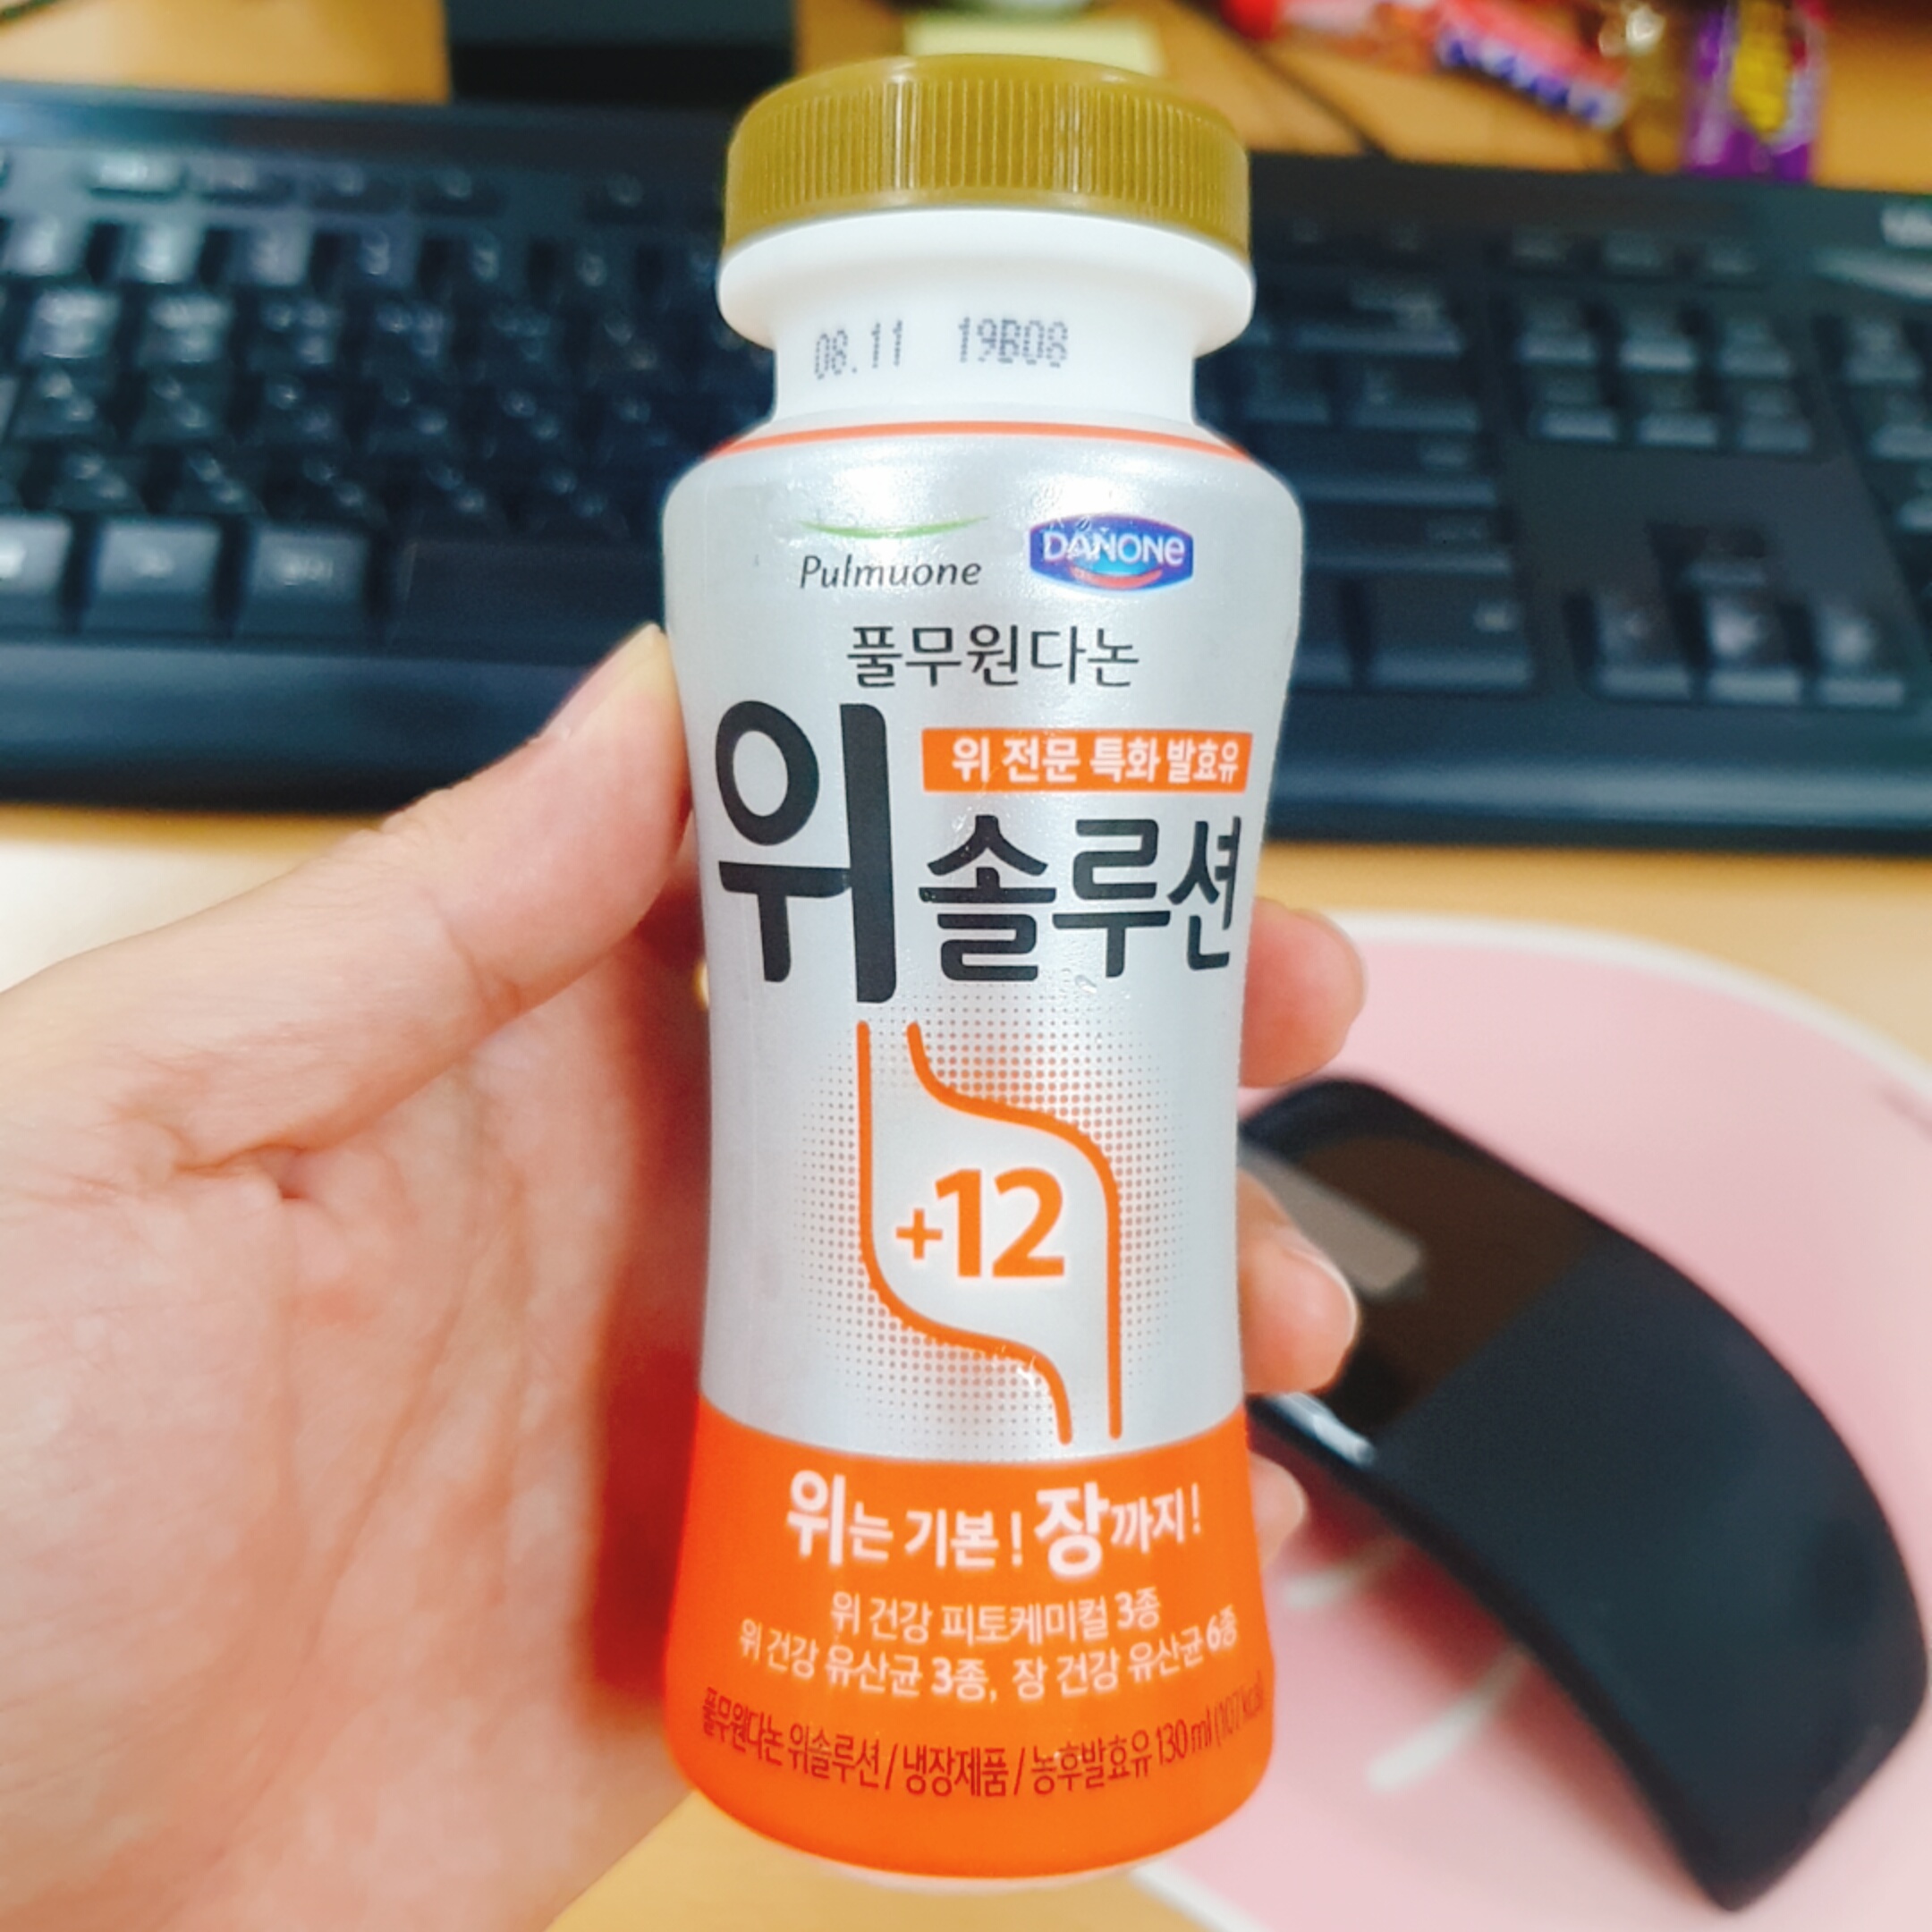 08.11 19B08
Pulmuone DANONE
풀무원다논
위 전문 특화 발효유
위솔루션
+12
위는 기본! 장까지!
위 건강 피토케미컬 3종
위 건강 유산균 3종, 장 건강 유산균 6종
풀무원다논 위솔루션 / 냉장제품 / 농후발효유 130 ml (107 kcal)